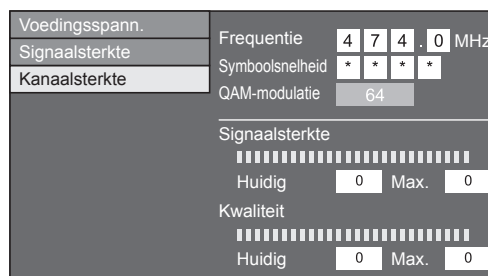 Voedingsspann.
Signaalsterkte
Kanaalsterkte
Frequentie 4 7 4 . 0 MHz
Symboolsnelheid * * * *
QAM-modulatie 64
Signaalsterkte
Huidig 0 Max. 0
Kwaliteit
Huidig 0 Max. 0